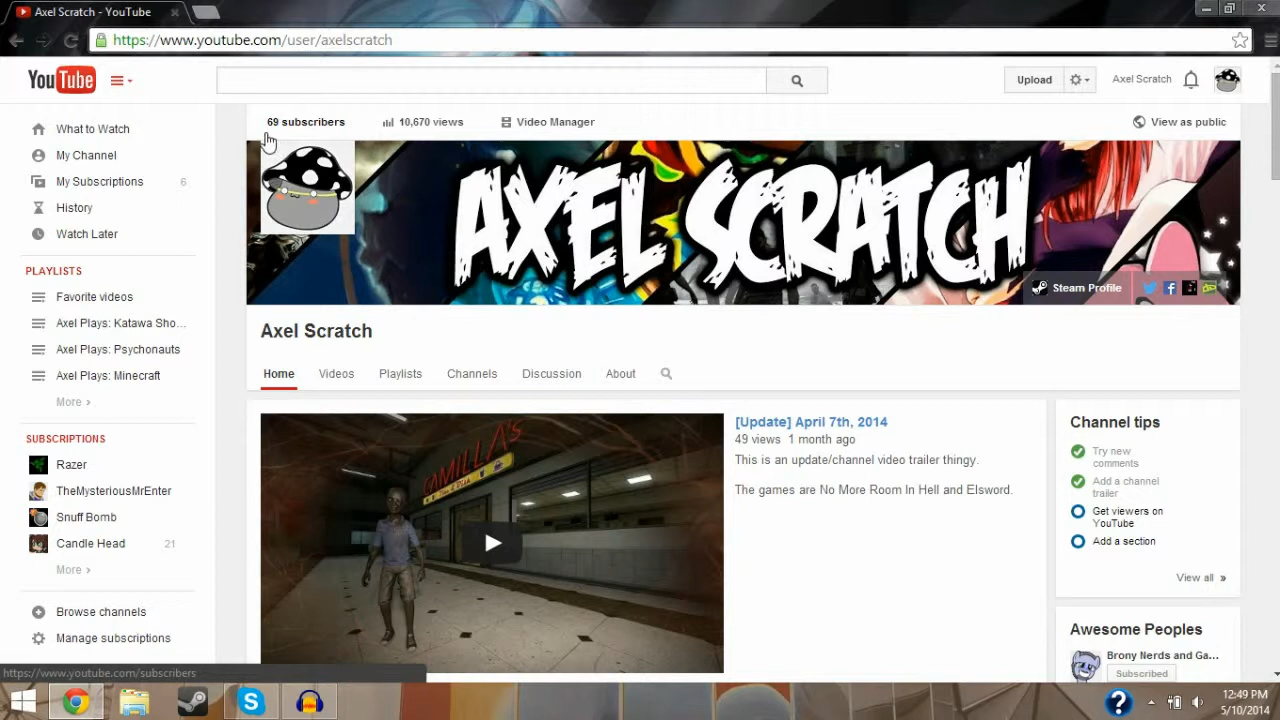 Axel Scratch - YouTube
https://www.youtube.com/user/axelscratch
YouTube
Upload
Axel Scratch
69 subscribers
10,670 views
Video Manager
View as public
What to Watch
My Channel
My Subscriptions 6
History
Watch Later
PLAYLISTS
Favorite videos
Axel Plays: Katawa Sho...
Axel Plays: Psychonauts
Axel Plays: Minecraft
More ›
SUBSCRIPTIONS
Razer
TheMysteriousMrEnter
Snuff Bomb
Candle Head 21
More ›
Browse channels
Manage subscriptions
AXEL SCRATCH
Steam Profile
Axel Scratch
Home
Videos
Playlists
Channels
Discussion
About
CAMILLA'S
[Update] April 7th, 2014
49 views 1 month ago
This is an update/channel video trailer thingy.
The games are No More Room In Hell and Elsword.
Channel tips
Try new
comments
Add a channel
trailer
Get viewers on
YouTube
Add a section
View all »
Awesome Peoples
Brony Nerds and Ga...
Subscribed
https://www.youtube.com/subscribers
12:49 PM
5/10/2014